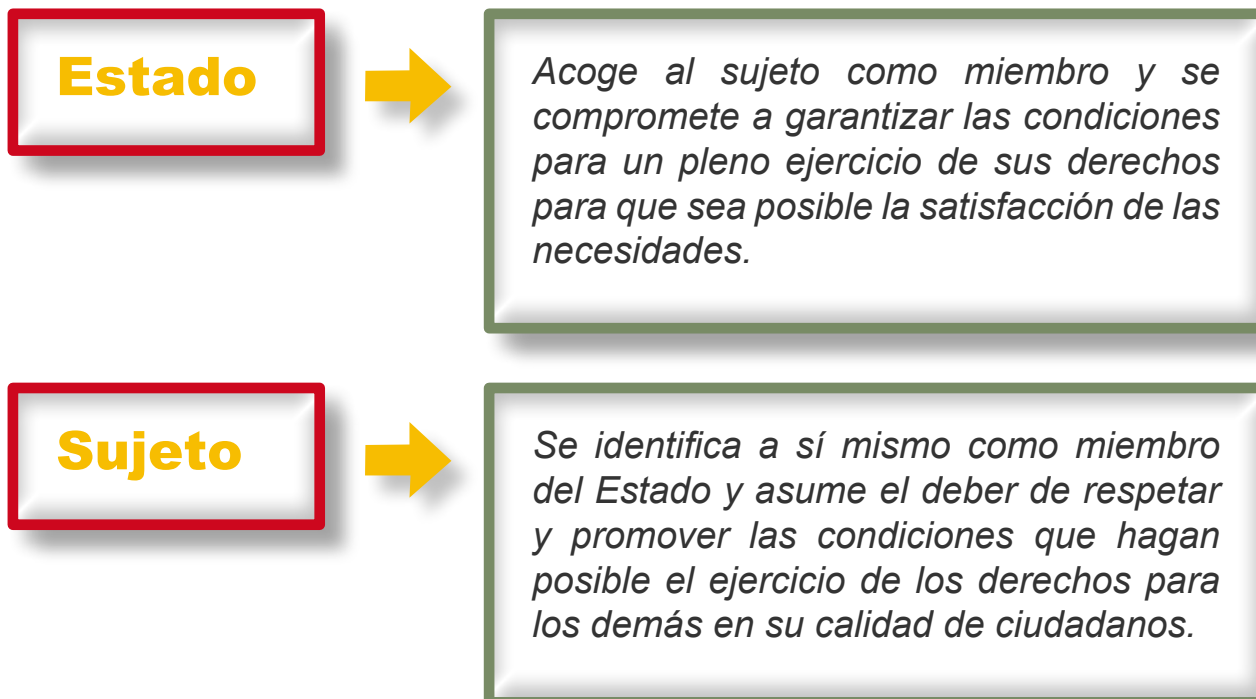 Estado
Acoge al sujeto como miembro y se
compromete a garantizar las condiciones
para un pleno ejercicio de sus derechos
para que sea posible la satisfacción de las
necesidades.
Sujeto
Se identifica a sí mismo como miembro
del Estado y asume el deber de respetar
y promover las condiciones que hagan
posible el ejercicio de los derechos para
los demás en su calidad de ciudadanos.